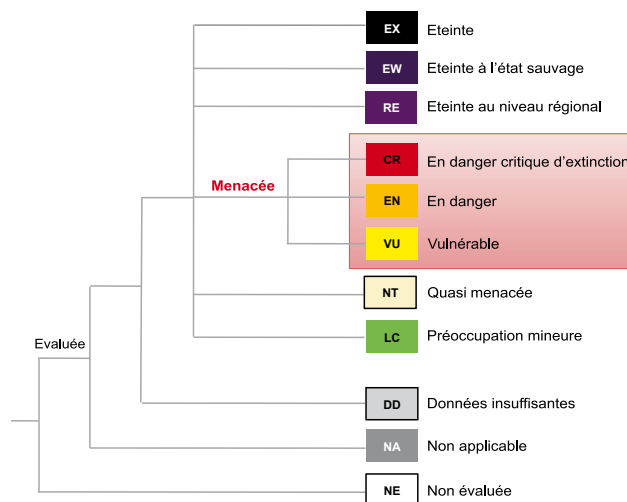 EX Eteinte
EW Eteinte à l'état sauvage
RE Eteinte au niveau régional
CR En danger critique d'extinction
Menacée
EN En danger
VU Vulnérable
NT Quasi menacée
LC Préoccupation mineure
Evaluée
DD Données insuffisantes
NA Non applicable
NE Non évaluée